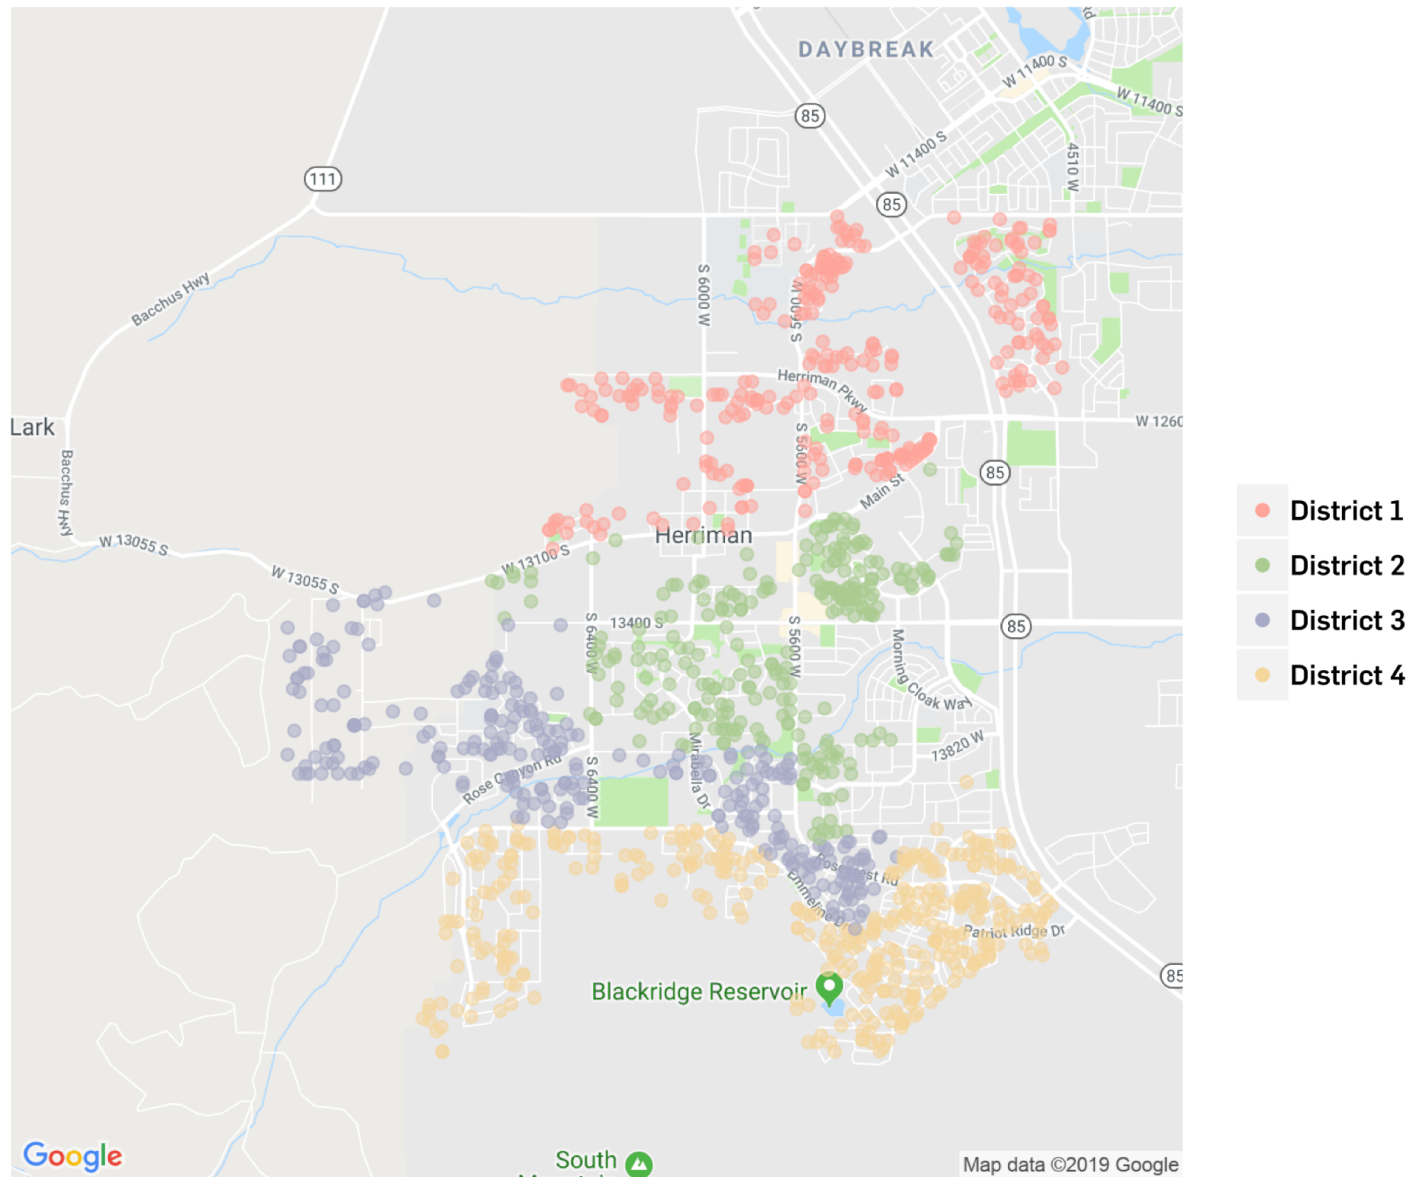 DAYBREAK
Rd
W 11400 S
W 11400 S
W 11400 S
4510 W
85
85
111
Bacchus Hwy
S 6000 W
S 5600 W
Herriman Pkwy
Lark
W 1260
Bacchus Hwy
S 5600 W
85
Main St
Herriman
W 13055 S
W 13100 S
W 13055 S
13400 S
S 6400 W
S 5600 W
85
Morning Cloak Way
13820 W
Mirabella Dr
Rose Canyon Rd
S 6400 W
Emmeline D
Patriot Ridge Dr
85
Blackridge Reservoir
South
Google
Map data ©2019 Google
District 1
District 2
District 3
District 4